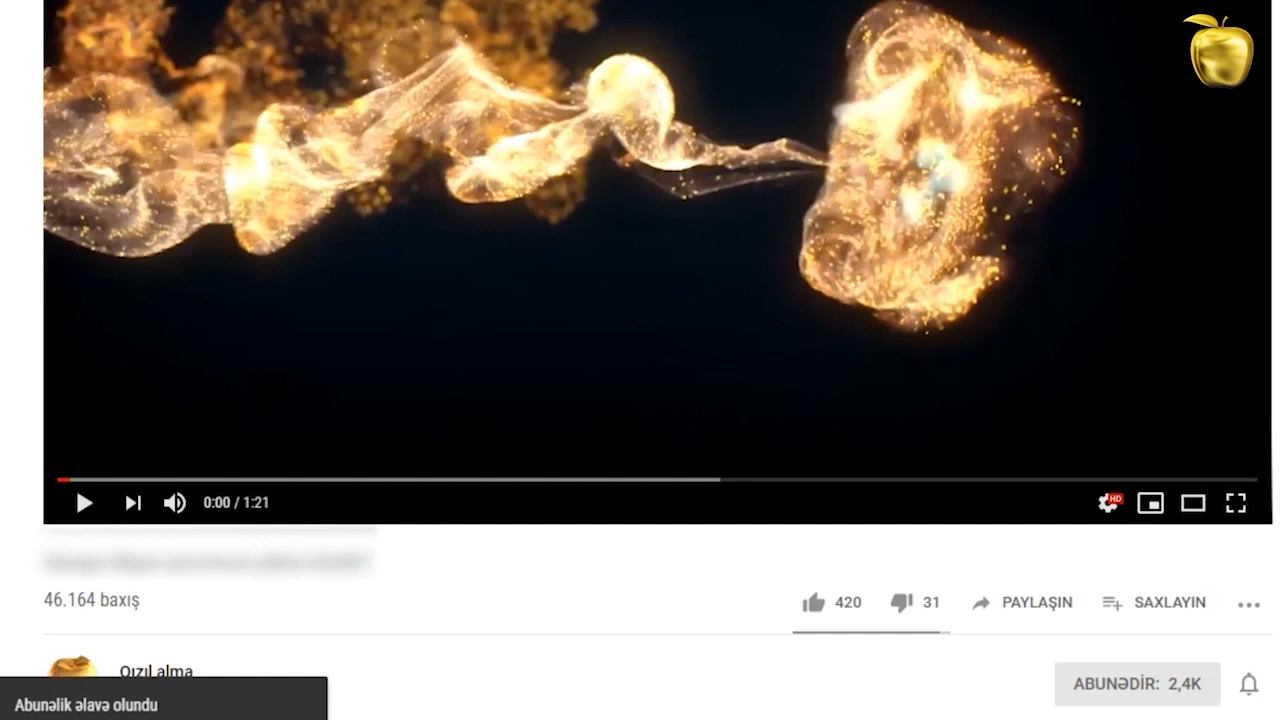 0:00 / 1:21
HD
46.164 baxış
420
31
PAYLAŞIN
SAXLAYIN
Qızıl alma
ABUNƏDİR: 2,4K
Abunəlik əlavə olundu